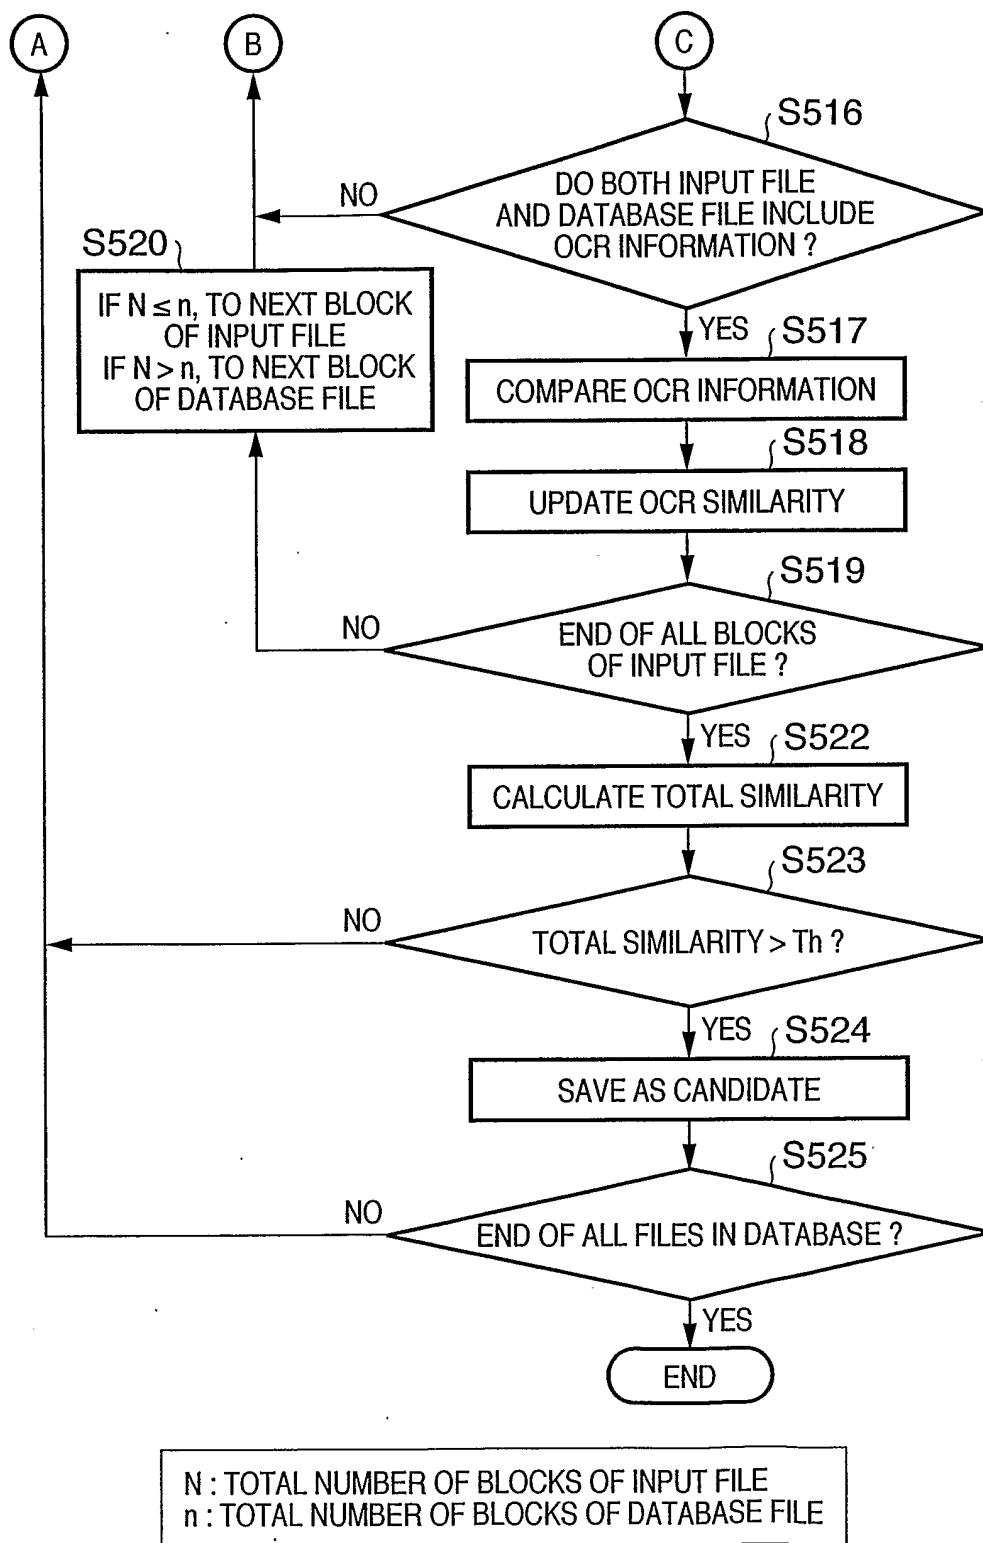 A
B
C
S516
DO BOTH INPUT FILE
AND DATABASE FILE INCLUDE
OCR INFORMATION ?
NO
YES
S520
IF N ≤ n, TO NEXT BLOCK
OF INPUT FILE
IF N > n, TO NEXT BLOCK
OF DATABASE FILE
S517
COMPARE OCR INFORMATION
S518
UPDATE OCR SIMILARITY
S519
END OF ALL BLOCKS
OF INPUT FILE ?
NO
YES
S522
CALCULATE TOTAL SIMILARITY
S523
TOTAL SIMILARITY > Th ?
NO
YES
S524
SAVE AS CANDIDATE
S525
END OF ALL FILES IN DATABASE ?
NO
YES
END
N : TOTAL NUMBER OF BLOCKS OF INPUT FILE
n : TOTAL NUMBER OF BLOCKS OF DATABASE FILE